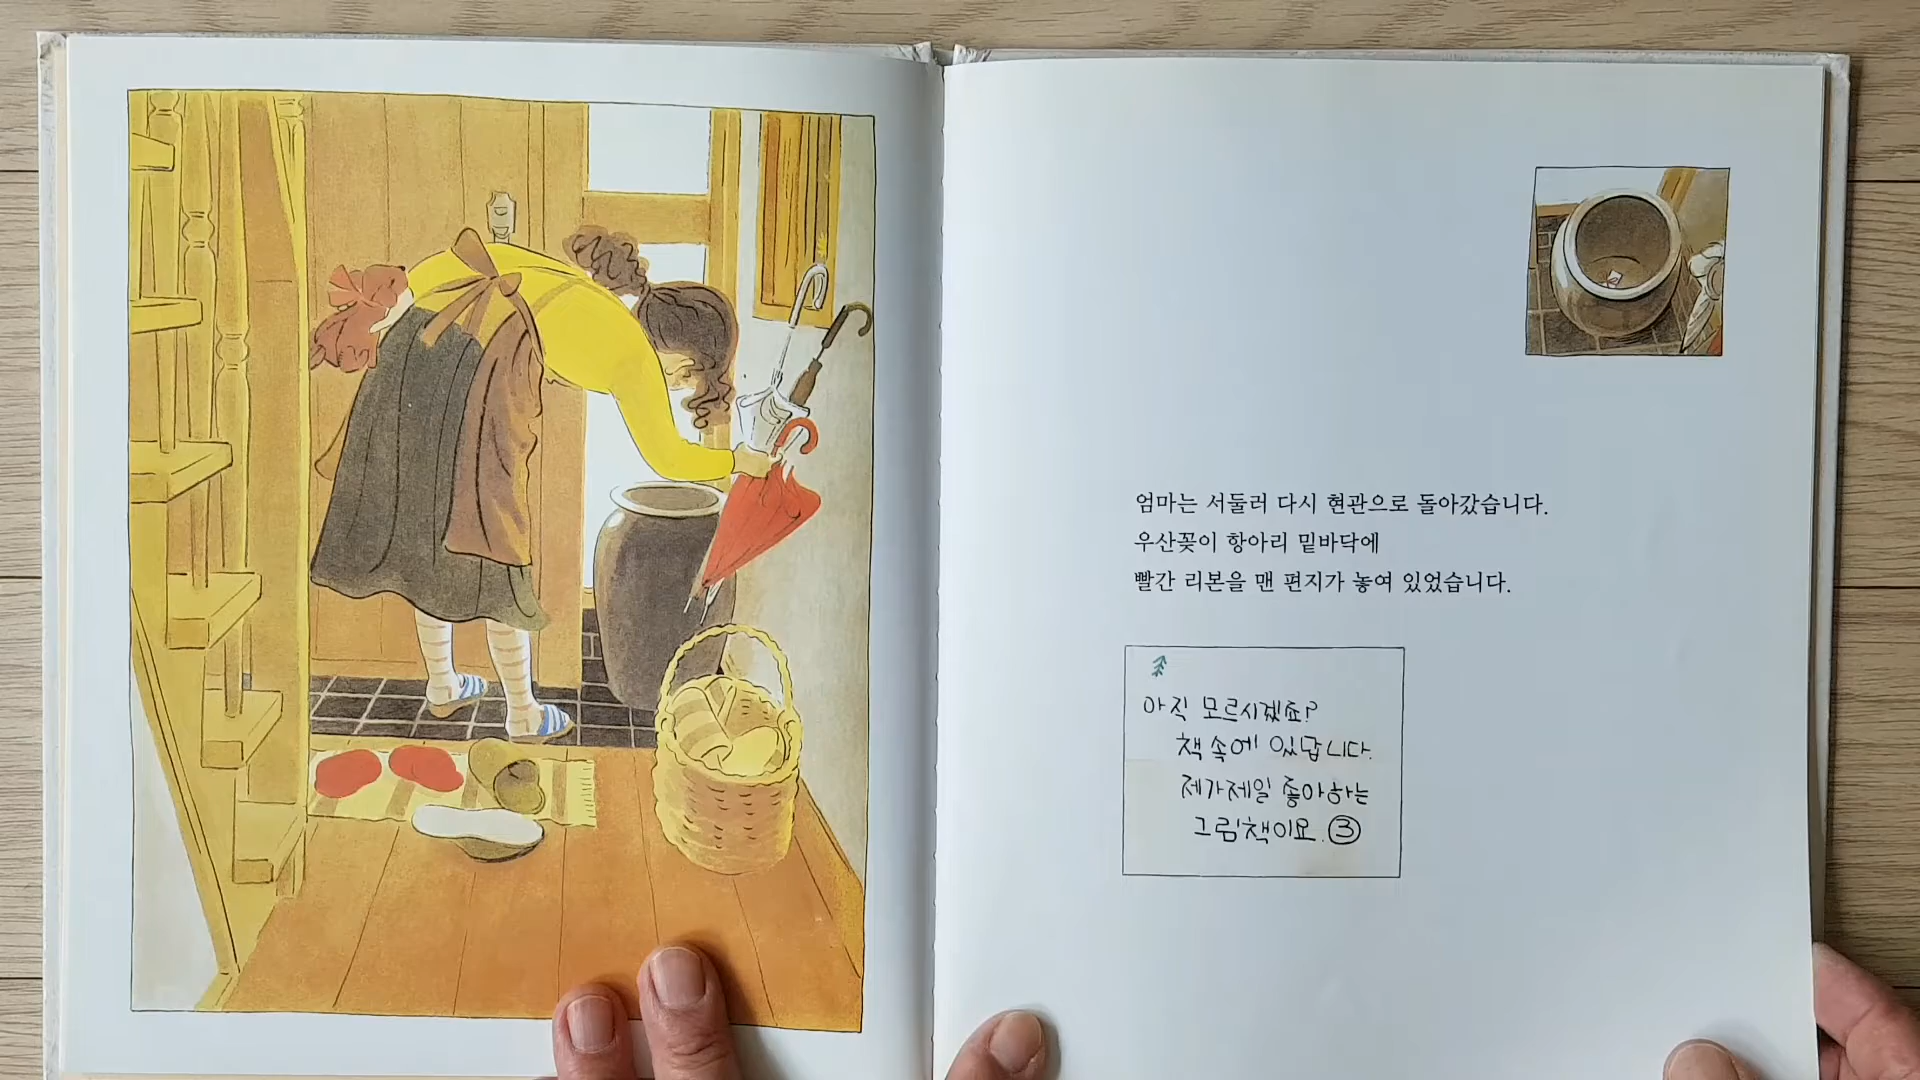 엄마는 서둘러 다시 현관으로 돌아갔습니다.
우산꽂이 항아리 밑바닥에
빨간 리본을 맨 편지가 놓여 있었습니다.
아직 모르시겠죠?
책 속에 있답니다.
제가 제일 좋아하는
그림책이요. ③